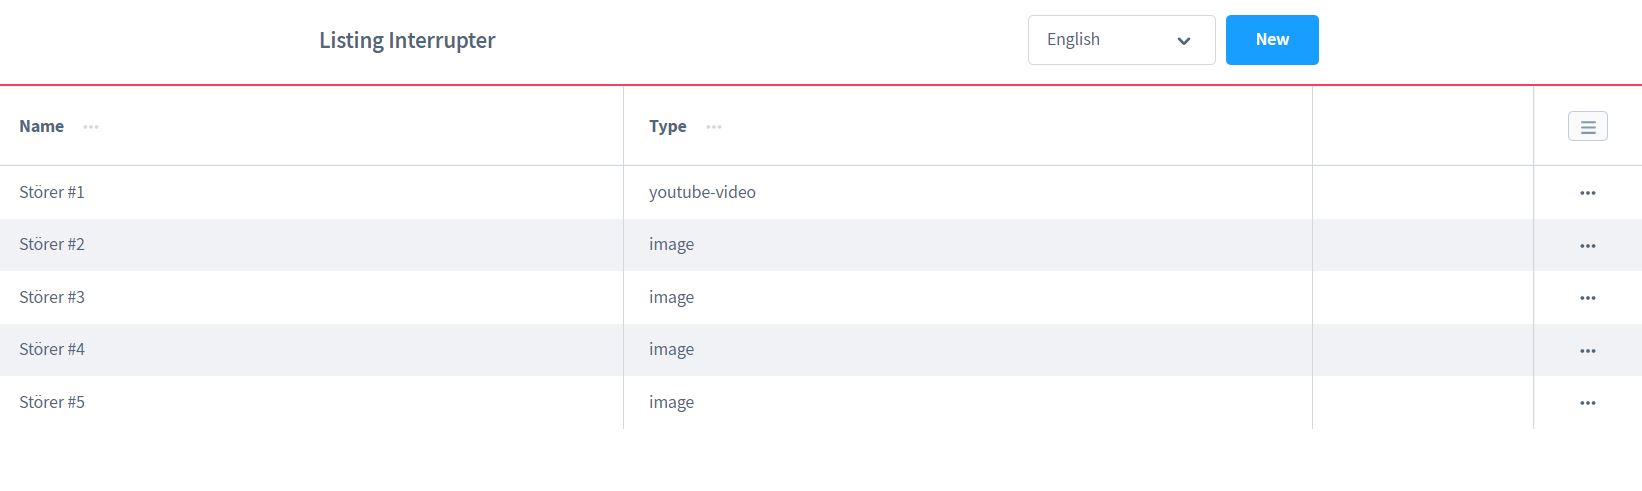 Listing Interrupter
English
New
Name
Type
Störer #1 youtube-video
Störer #2 image
Störer #3 image
Störer #4 image
Störer #5 image